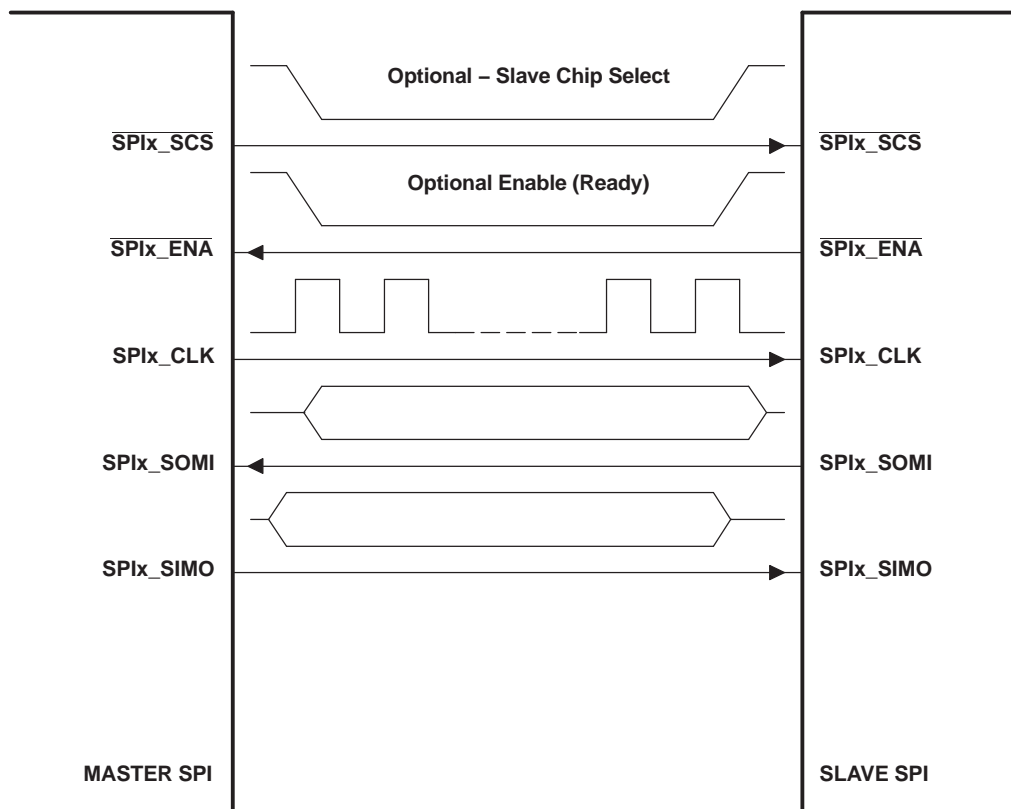 Optional – Slave Chip Select
SPIx_SCS SPIx_SCS
Optional Enable (Ready)
SPIx_ENA SPIx_ENA
SPIx_CLK SPIx_CLK
SPIx_SOMI SPIx_SOMI
SPIx_SIMO SPIx_SIMO
MASTER SPI SLAVE SPI